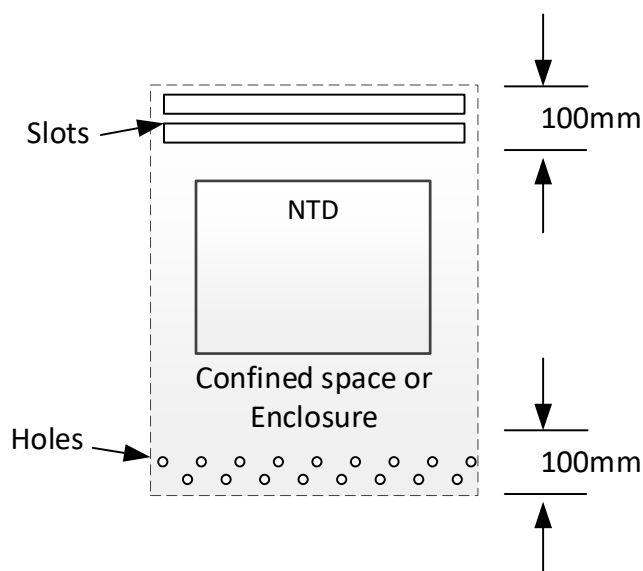 Slots
100mm
NTD
Confined space or
Enclosure
Holes
100mm